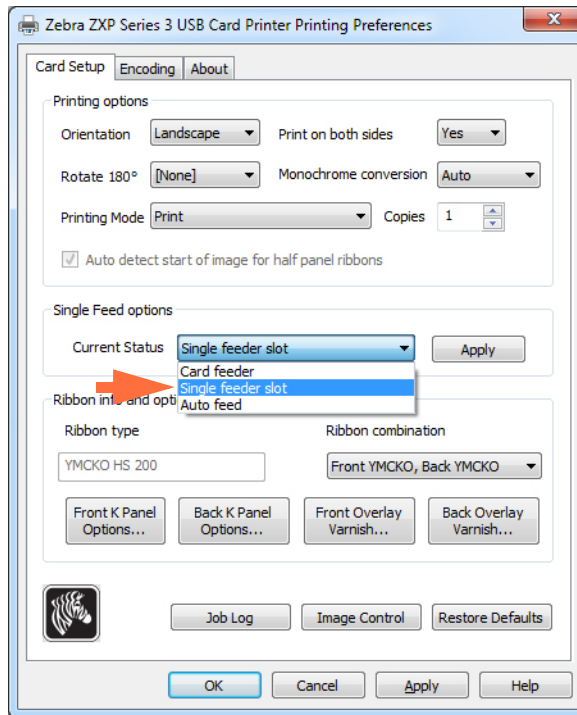 Zebra ZXP Series 3 USB Card Printer Printing Preferences
Card Setup Encoding About
Printing options
Orientation Landscape Print on both sides Yes
Rotate 180° [None] Monochrome conversion Auto
Printing Mode Print Copies 1
Auto detect start of image for half panel ribbons
Single Feed options
Current Status Single feeder slot Apply
Card feeder
Single feeder slot
Auto feed
Ribbon info and opti
Ribbon type Ribbon combination
YMCKO HS 200 Front YMCKO, Back YMCKO
Front K Panel Back K Panel Front Overlay Back Overlay
Options... Options... Varnish... Varnish...
Job Log Image Control Restore Defaults
OK Cancel Apply Help